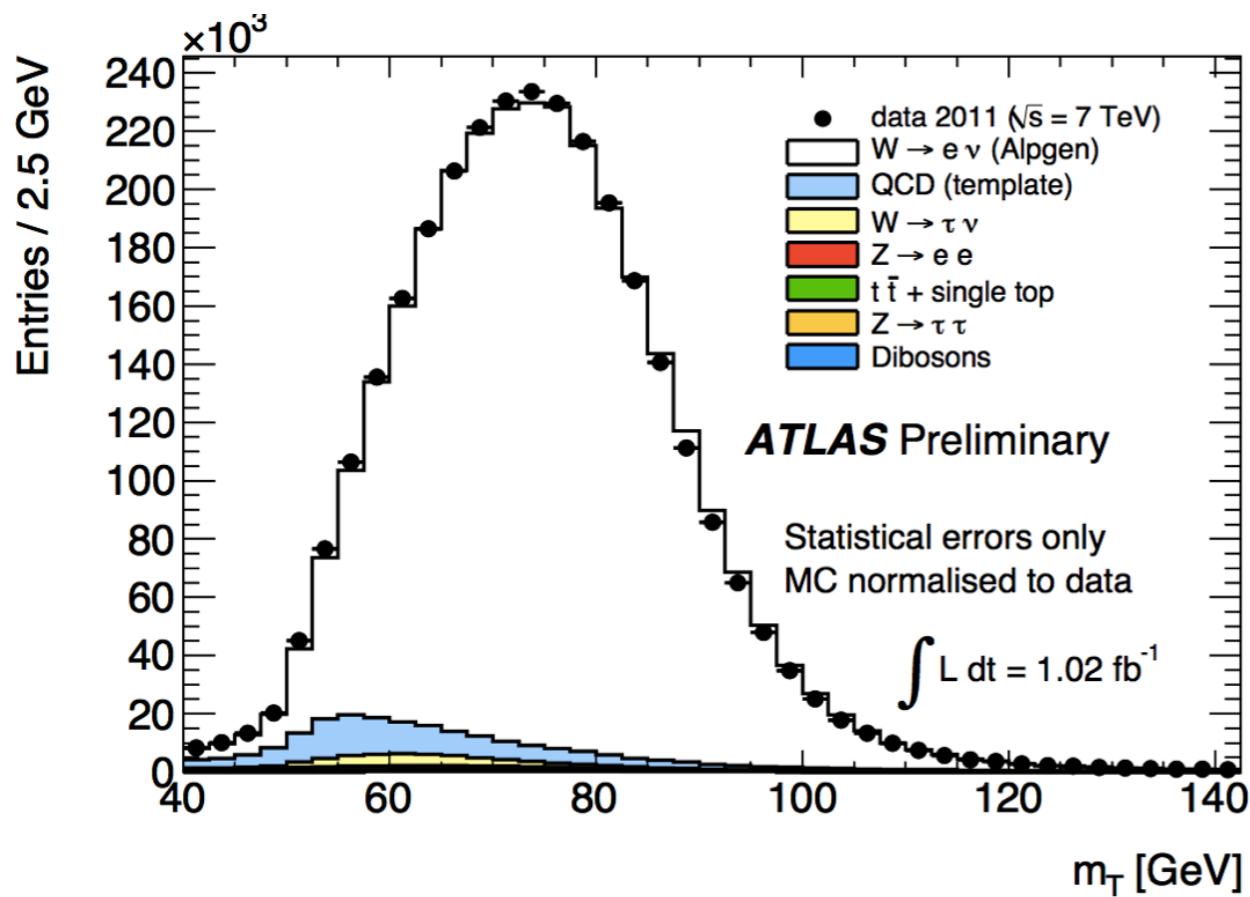 ×10³
Entries / 2.5 GeV
240
220
200
180
160
140
120
100
80
60
40
20
0
40
60
80
100
120
140
m_T [GeV]
data 2011 (√s = 7 TeV)
W → e ν (Alpgen)
QCD (template)
W → τ ν
Z → e e
t t̄ + single top
Z → τ τ
Dibosons
ATLAS Preliminary
Statistical errors only
MC normalised to data
∫ L dt = 1.02 fb⁻¹